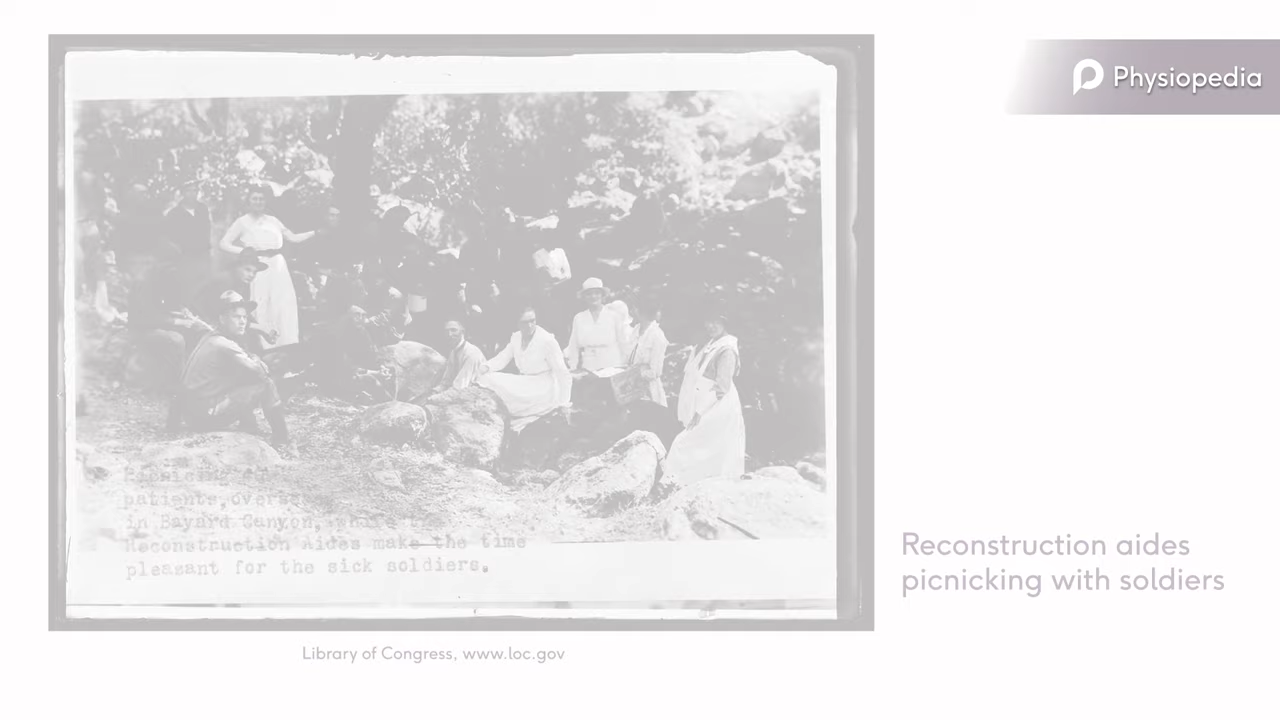 Physiopedia
Picnicing
patients, overse
in Bayard Canyon, while the
Reconstruction Aides make the time
pleasant for the sick soldiers.
Reconstruction aides
picnicking with soldiers
Library of Congress, www.loc.gov